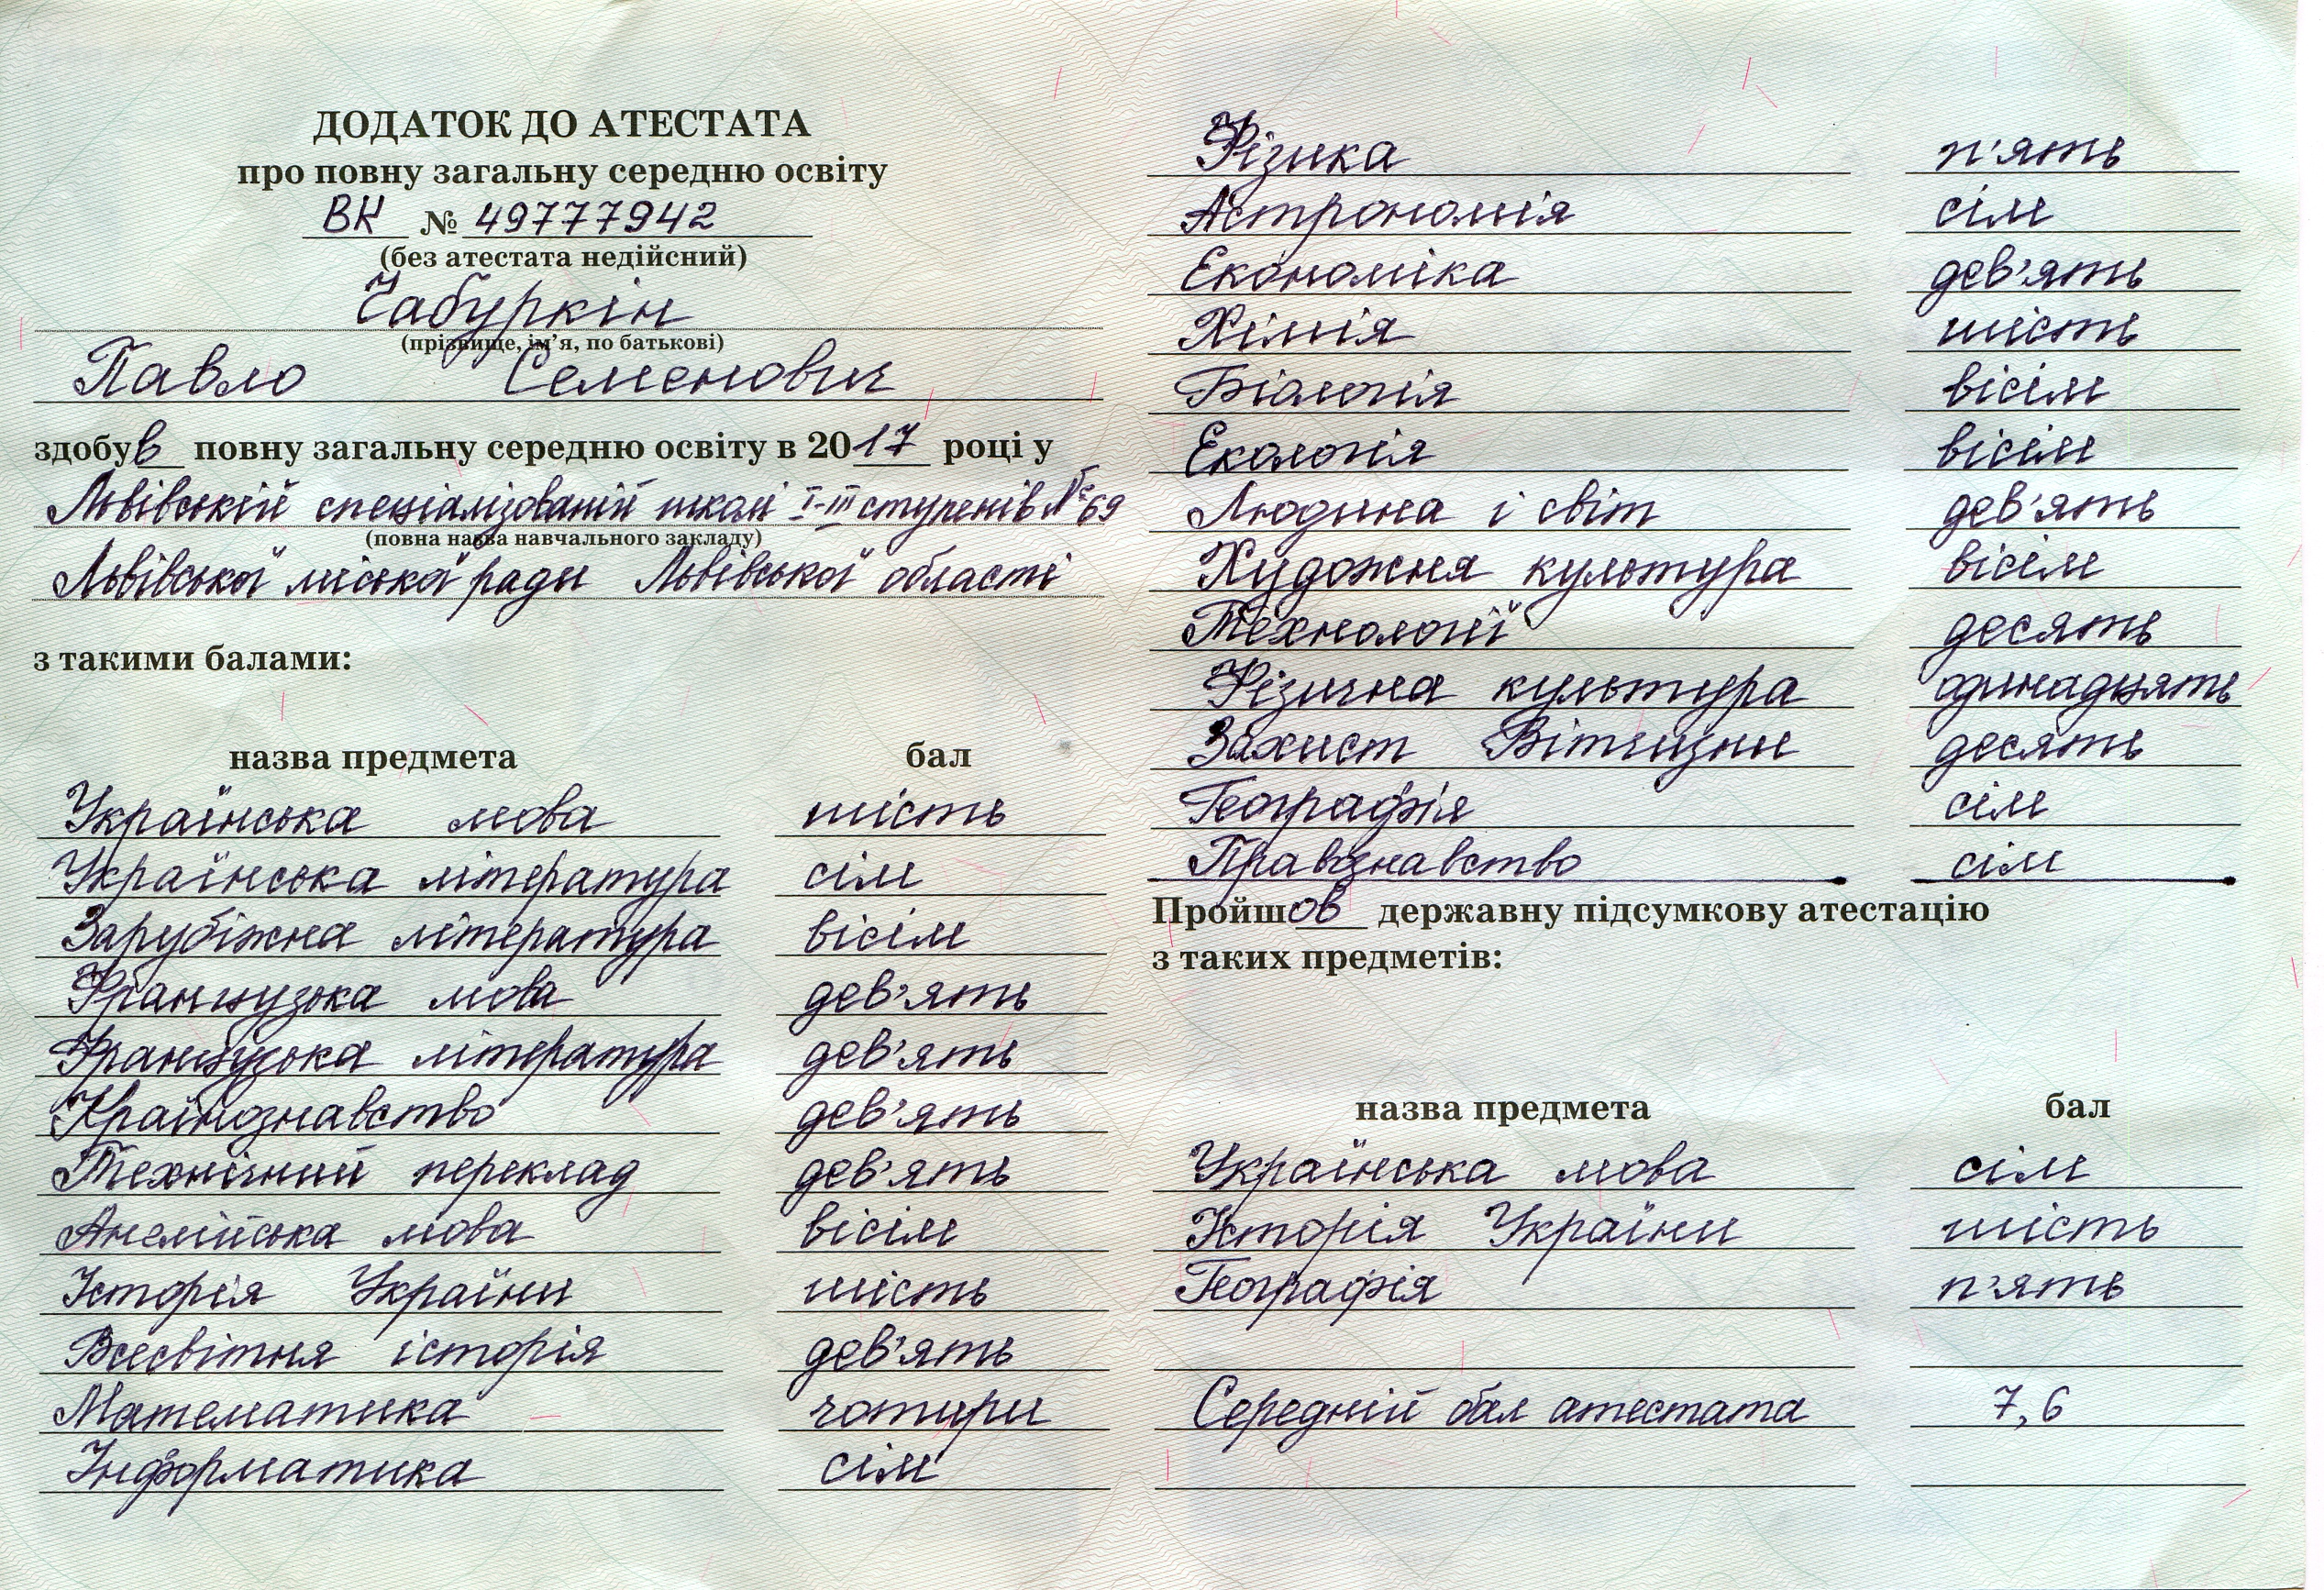 ДОДАТОК ДО АТЕСТАТА
про повну загальну середню освіту
ВК № 49777942
(без атестата недійсний)
Чабуркін
(прізвище, ім’я, по батькові)
Павло Семенович
здобув повну загальну середню освіту в 2017 році у
Львівській спеціалізованій школі І-ІІІ ступенів №69
(повна назва навчального закладу)
Львівської міської ради Львівської області
з такими балами:
назва предмета бал
Українська мова шість
Українська література сім
Зарубіжна література вісім
Французька мова дев’ять
Французька література дев’ять
Країнознавство дев’ять
Технічний переклад дев’ять
Англійська мова вісім
Історія України шість
Всесвітня історія дев’ять
Математика чотири
Інформатика сім
Фізика п’ять
Астрономія сім
Економіка дев’ять
Хімія шість
Біологія вісім
Екологія вісім
Людина і світ дев’ять
Художня культура вісім
Технології десять
Фізична культура одинадцять
Захист Вітчизни десять
Географія сім
Правознавство сім
Пройшов державну підсумкову атестацію
з таких предметів:
назва предмета бал
Українська мова сім
Історія України шість
Географія п’ять
Середній бал атестата 7,6